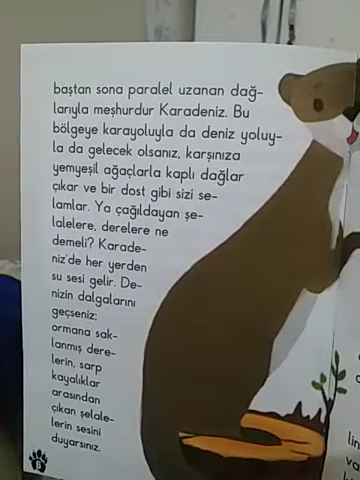 baştan sona paralel uzanan dağ-
larıyla meşhurdur Karadeniz. Bu
bölgeye karayoluyla da deniz yoluy-
la da gelecek olsanız, karşınıza
yemyeşil ağaçlarla kaplı dağlar
çıkar ve bir dost gibi sizi se-
lamlar. Ya çağıldayan şe-
lalelere, derelere ne
demeli? Karade-
niz'de her yerden
su sesi gelir. De-
nizin dalgalarını
geçseniz;
ormana sak-
lanmış dere-
lerin, sarp
kayalıklar
arasından
çıkan şelale-
lerin sesini
duyarsınız.